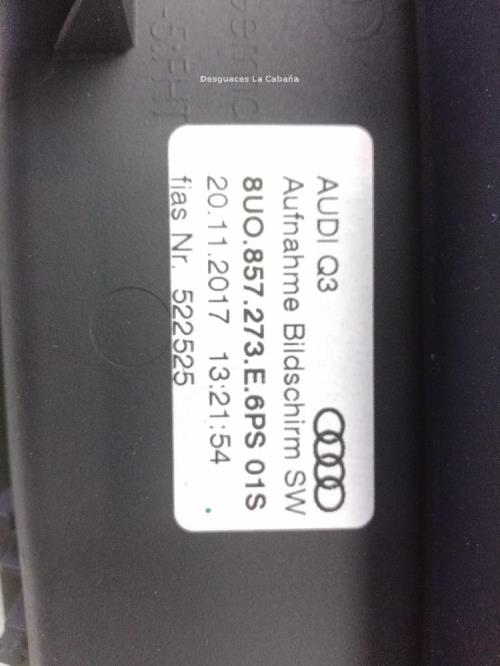 Desguaces La Cabaña
AUDI Q3
Aufnahme Bildschirm SW
8U0.857.273.E.6PS 01S
20.11.2017 13:21:54
fias Nr. 522525